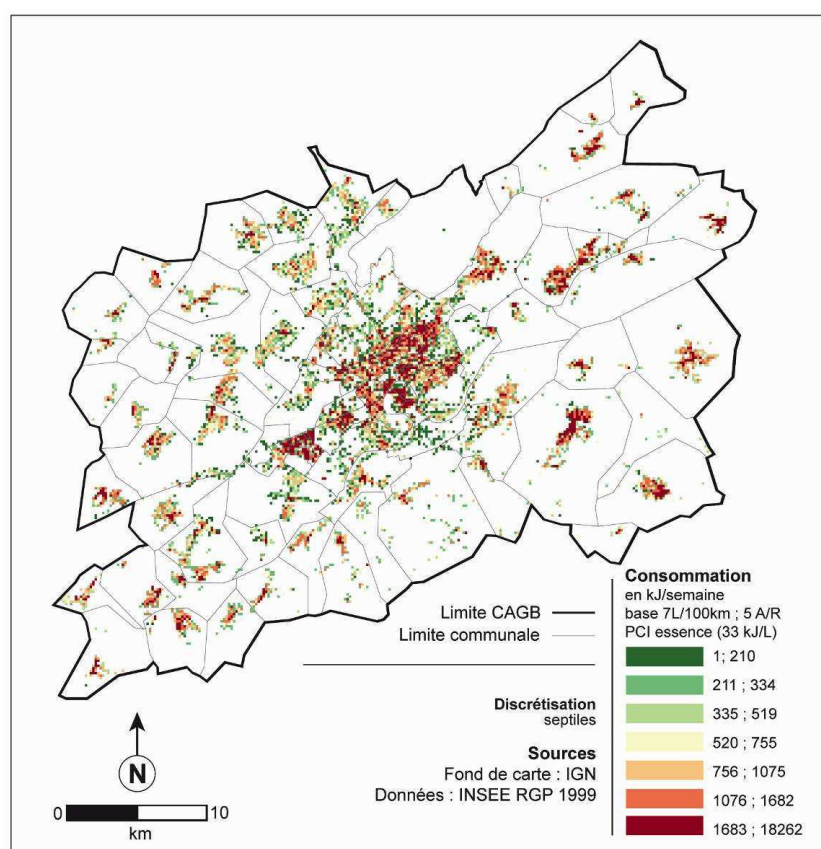 Limite CAGB
Limite communale
Discrétisation
septiles
Sources
Fond de carte : IGN
Données : INSEE RGP 1999
N
0 10
km
Consommation
en kJ/semaine
base 7L/100km ; 5 A/R
PCI essence (33 kJ/L)
1; 210
211 ; 334
335 ; 519
520 ; 755
756 ; 1075
1076 ; 1682
1683 ; 18262